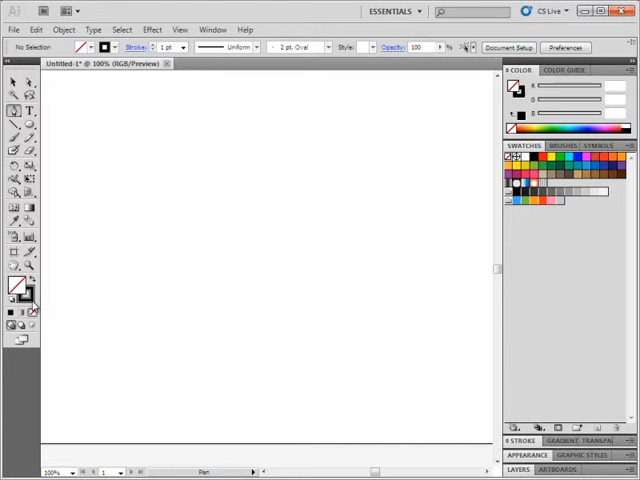 Ai Br ESSENTIALS CS Live
File Edit Object Type Select Effect View Window Help
No Selection Stroke: 1 pt Uniform 2 pt. Oval Style: Opacity: 100 % Document Setup Preferences
Untitled-1* @ 100% (RGB/Preview)
COLOR COLOR GUIDE
R
G
B
SWATCHES BRUSHES SYMBOLS
T
STROKE GRADIENT TRANSPA
APPEARANCE GRAPHIC STYLES
LAYERS ARTBOARDS
100% 1 Pen